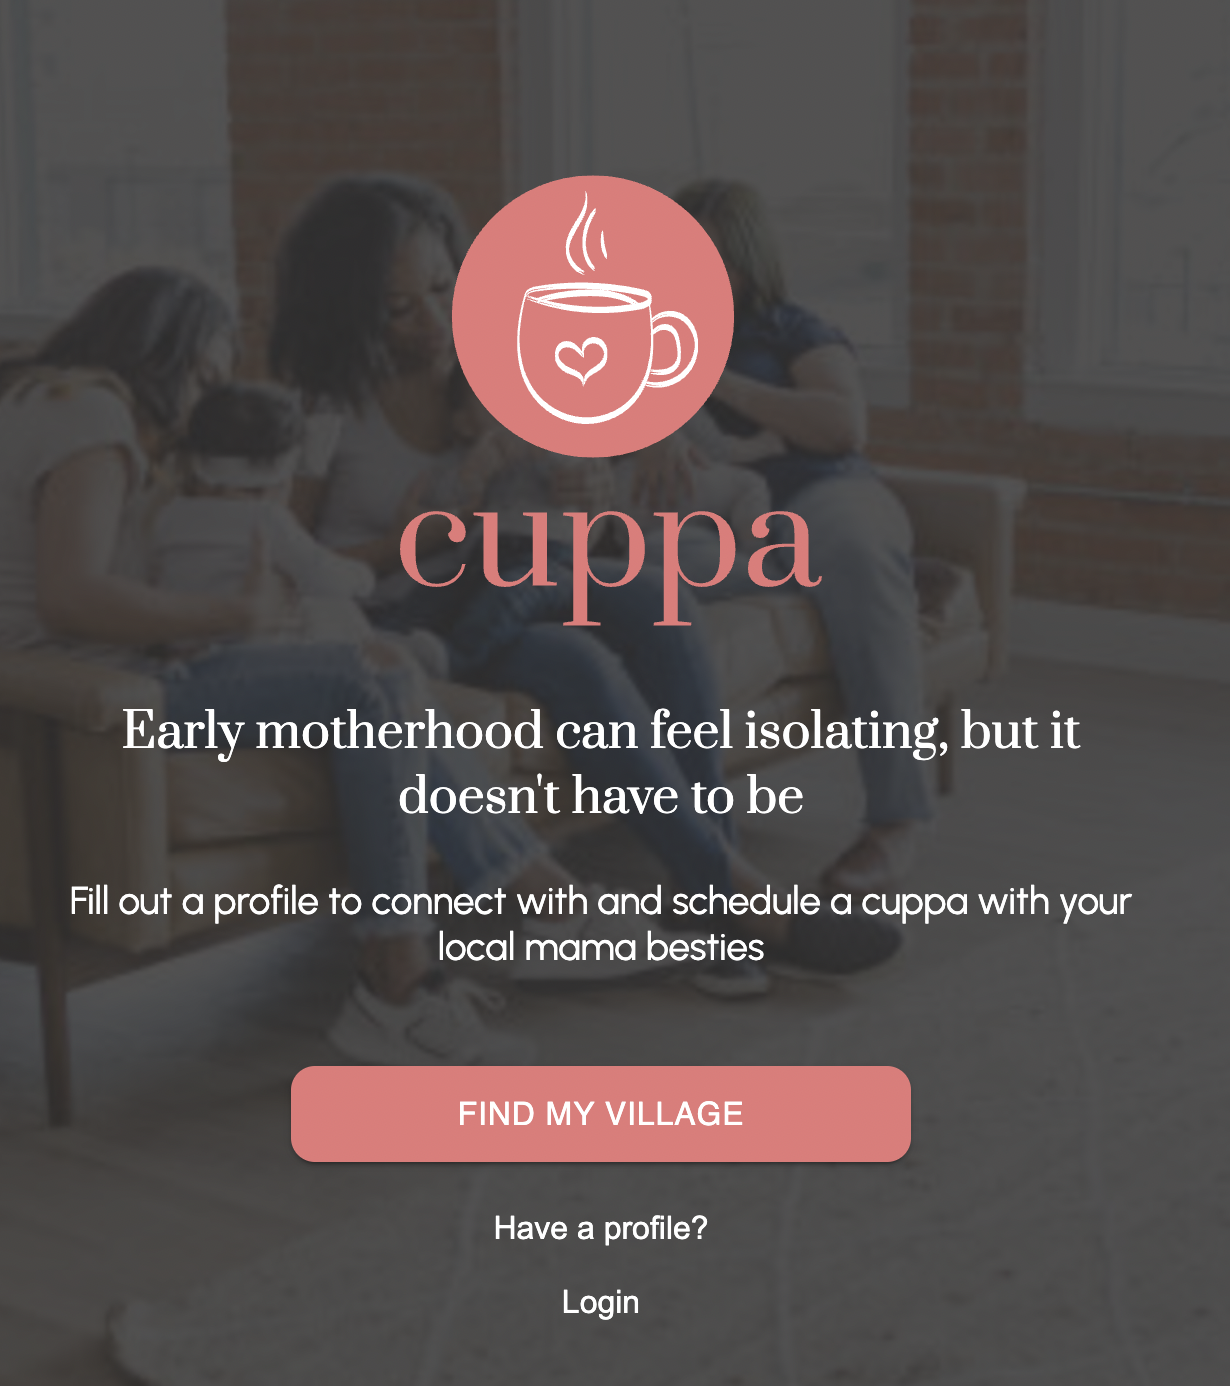 cuppa
Early motherhood can feel isolating, but it
doesn't have to be
Fill out a profile to connect with and schedule a cuppa with your
local mama besties
FIND MY VILLAGE
Have a profile?
Login